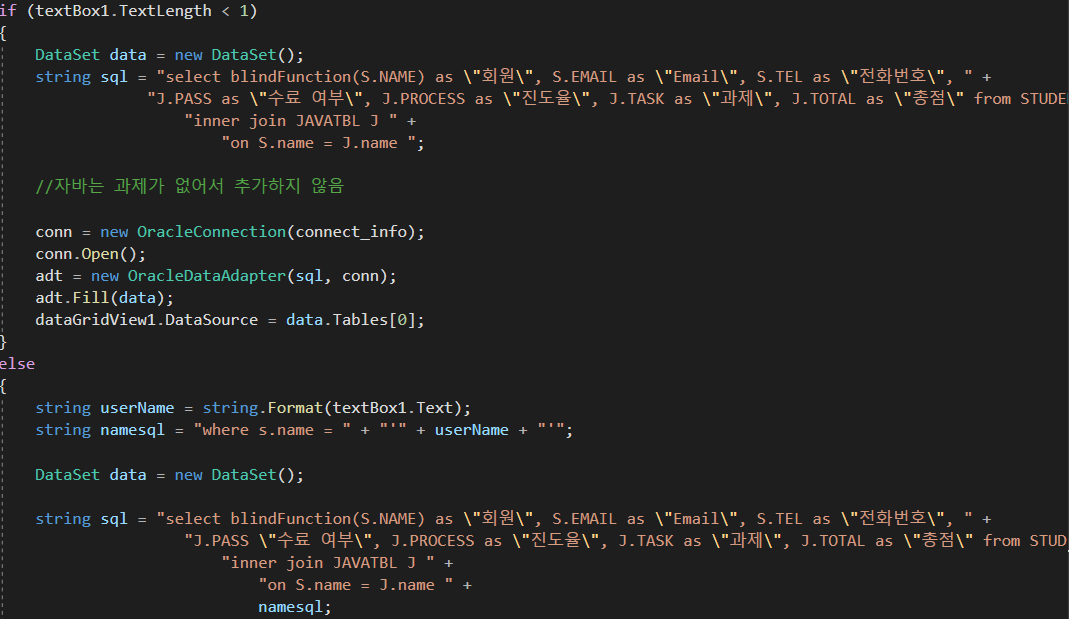 if (textBox1.TextLength < 1)
{
DataSet data = new DataSet();
string sql = "select blindFunction(S.NAME) as \"회원\", S.EMAIL as \"Email\", S.TEL as \"전화번호\", " +
"J.PASS as \"수료 여부\", J.PROCESS as \"진도율\", J.TASK as \"과제\", J.TOTAL as \"총점\" from
"inner join JAVATBL J " +
"on S.name = J.name ";
//자바는 과제가 없어서 추가하지 않음
conn = new OracleConnection(connect_info);
conn.Open();
adt = new OracleDataAdapter(sql, conn);
adt.Fill(data);
dataGridView1.DataSource = data.Tables[0];
}
else
{
string userName = string.Format(textBox1.Text);
string namesql = "where s.name = " + "'" + userName + "'";
DataSet data = new DataSet();
string sql = "select blindFunction(S.NAME) as \"회원\", S.EMAIL as \"Email\", S.TEL as \"전화번호\", " +
"J.PASS \"수료 여부\", J.PROCESS as \"진도율\", J.TASK as \"과제\", J.TOTAL as \"총점\" from STUD
"inner join JAVATBL J " +
"on S.name = J.name " +
namesql;